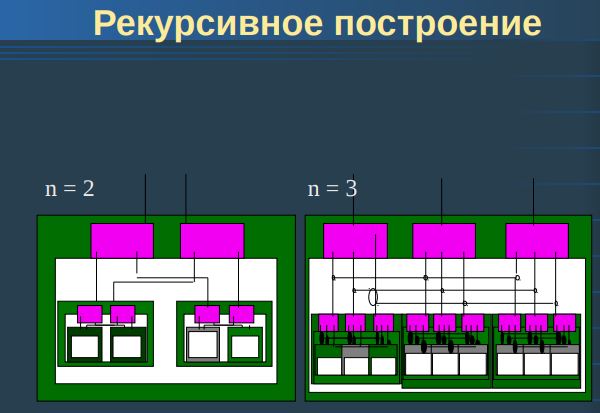 Рекурсивное построение
n = 2
n = 3